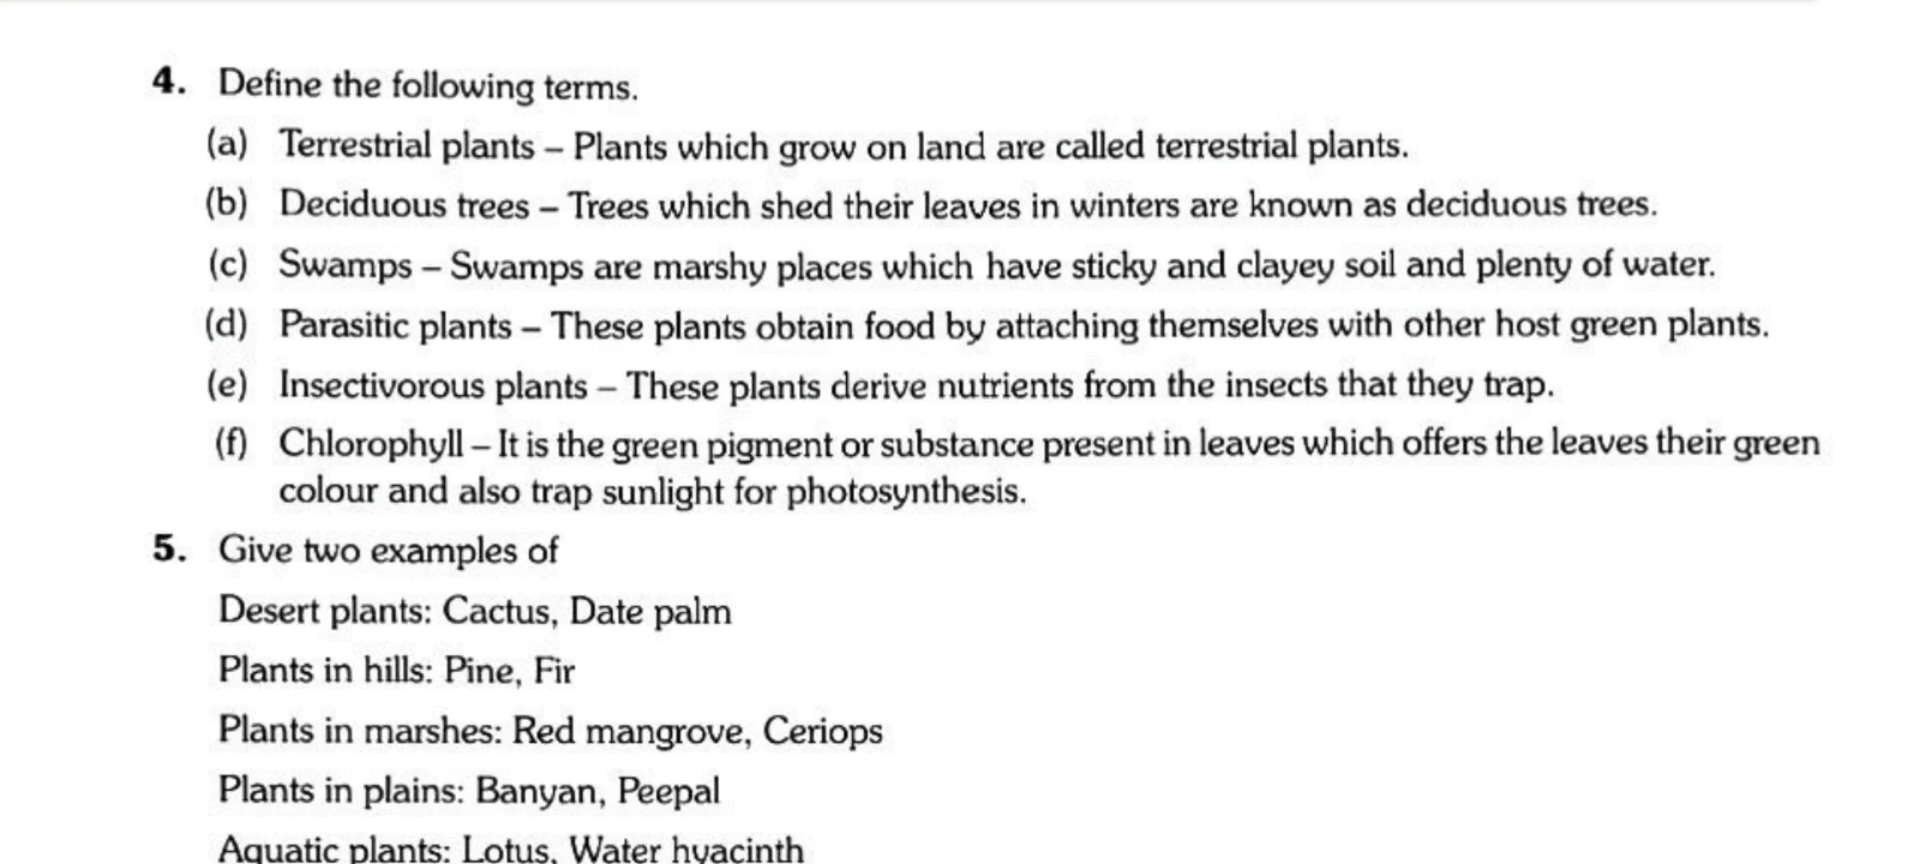 4. Define the following terms.
(a) Terrestrial plants – Plants which grow on land are called terrestrial plants.
(b) Deciduous trees – Trees which shed their leaves in winters are known as deciduous trees.
(c) Swamps – Swamps are marshy places which have sticky and clayey soil and plenty of water.
(d) Parasitic plants – These plants obtain food by attaching themselves with other host green plants.
(e) Insectivorous plants – These plants derive nutrients from the insects that they trap.
(f) Chlorophyll – It is the green pigment or substance present in leaves which offers the leaves their green
colour and also trap sunlight for photosynthesis.
5. Give two examples of
Desert plants: Cactus, Date palm
Plants in hills: Pine, Fir
Plants in marshes: Red mangrove, Ceriops
Plants in plains: Banyan, Peepal
Aquatic plants: Lotus, Water hyacinth